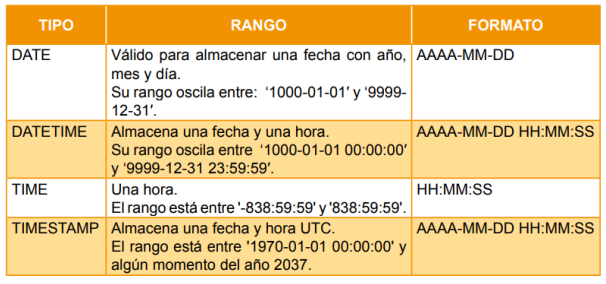 TIPO RANGO FORMATO
DATE Válido para almacenar una fecha con año, AAAA-MM-DD
mes y día.
Su rango oscila entre: ‘1000-01-01′ y ‘9999-
12-31′.
DATETIME Almacena una fecha y una hora. AAAA-MM-DD HH:MM:SS
Su rango oscila entre ‘1000-01-01 00:00:00′
y ‘9999-12-31 23:59:59′.
TIME Una hora. HH:MM:SS
El rango está entre '-838:59:59' y '838:59:59'.
TIMESTAMP Almacena una fecha y hora UTC. AAAA-MM-DD HH:MM:SS
El rango está entre '1970-01-01 00:00:00' y
algún momento del año 2037.